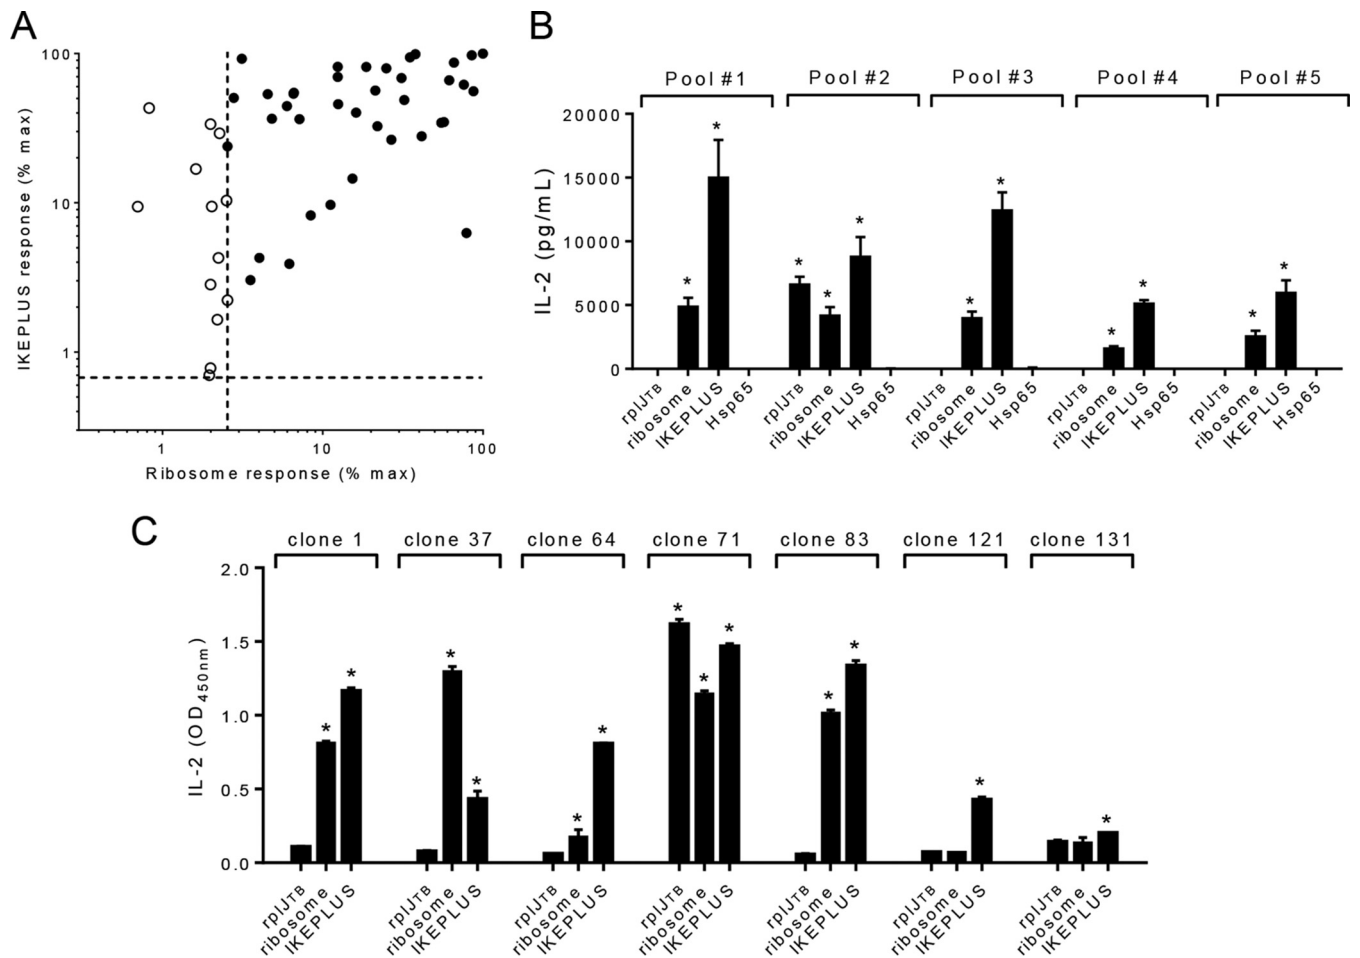 A
IKEPLUS response (% max)
100
10
1
1
10
100
Ribosome response (% max)
B
Pool #1
Pool #2
Pool #3
Pool #4
Pool #5
IL-2 (pg/mL)
20000
15000
10000
5000
0
*
*
*
*
*
*
*
*
*
*
*
rplJTB
ribosome
IKEPLUS
Hsp65
rplJTB
ribosome
IKEPLUS
Hsp65
rplJTB
ribosome
IKEPLUS
Hsp65
rplJTB
ribosome
IKEPLUS
Hsp65
rplJTB
ribosome
IKEPLUS
Hsp65
C
clone 1
clone 37
clone 64
clone 71
clone 83
clone 121
clone 131
IL-2 (OD450nm)
2.0
1.5
1.0
0.5
0.0
*
*
*
*
*
*
*
*
*
*
*
*
*
rplJTB
ribosome
IKEPLUS
rplJTB
ribosome
IKEPLUS
rplJTB
ribosome
IKEPLUS
rplJTB
ribosome
IKEPLUS
rplJTB
ribosome
IKEPLUS
rplJTB
ribosome
IKEPLUS
rplJTB
ribosome
IKEPLUS